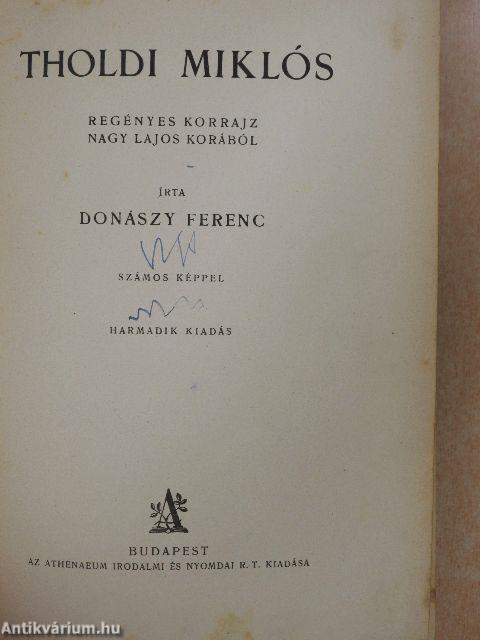 THOLDI MIKLÓS
REGÉNYES KORRAJZ
NAGY LAJOS KORÁBÓL
ÍRTA
DONÁSZY FERENC
SZÁMOS KÉPPEL
HARMADIK KIADÁS
A
BUDAPEST
AZ ATHENAEUM IRODALMI ÉS NYOMDAI R. T. KIADÁSA
Antikvárium.hu